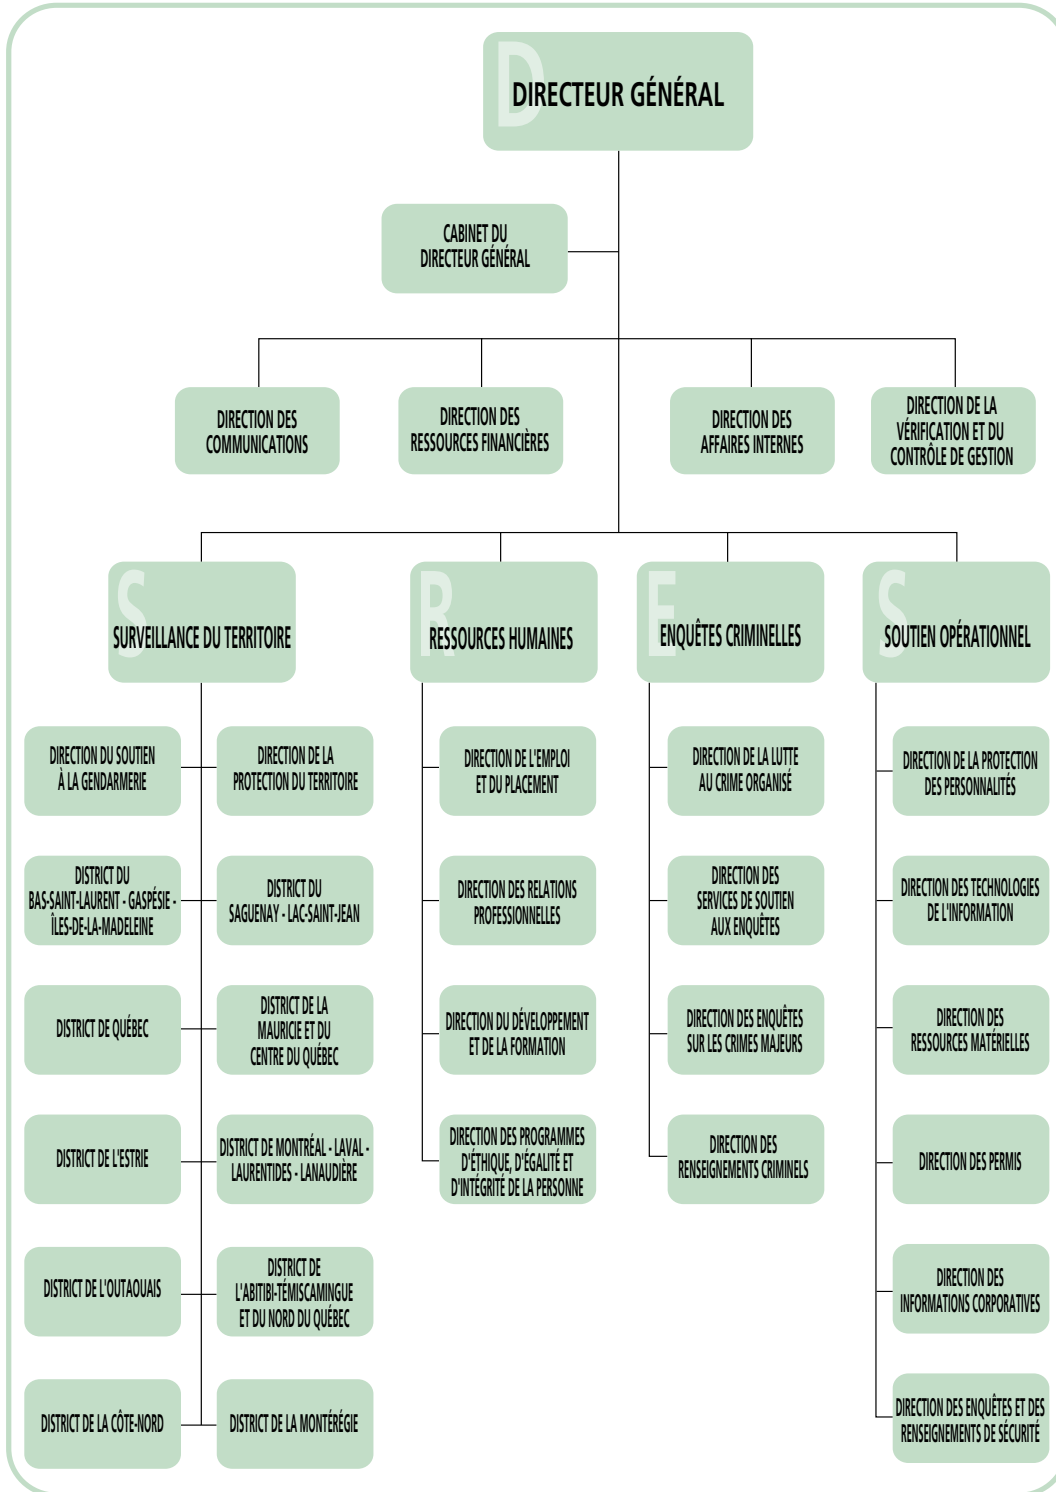 D
DIRECTEUR GÉNÉRAL
CABINET DU
DIRECTEUR GÉNÉRAL
DIRECTION DES
COMMUNICATIONS
DIRECTION DES
RESSOURCES FINANCIÈRES
DIRECTION DES
AFFAIRES INTERNES
DIRECTION DE LA
VÉRIFICATION ET DU
CONTRÔLE DE GESTION
S
SURVEILLANCE DU TERRITOIRE
R
RESSOURCES HUMAINES
E
ENQUÊTES CRIMINELLES
S
SOUTIEN OPÉRATIONNEL
DIRECTION DU SOUTIEN
À LA GENDARMERIE
DIRECTION DE LA
PROTECTION DU TERRITOIRE
DISTRICT DU
BAS-SAINT-LAURENT - GASPÉSIE -
ÎLES-DE-LA-MADELEINE
DISTRICT DU
SAGUENAY - LAC-SAINT-JEAN
DISTRICT DE QUÉBEC
DISTRICT DE LA
MAURICIE ET DU
CENTRE DU QUÉBEC
DISTRICT DE L'ESTRIE
DISTRICT DE MONTRÉAL - LAVAL -
LAURENTIDES - LANAUDIÈRE
DISTRICT DE L'OUTAOUAIS
DISTRICT DE
L'ABITIBI-TÉMISCAMINGUE
ET DU NORD DU QUÉBEC
DISTRICT DE LA CÔTE-NORD
DISTRICT DE LA MONTÉRÉGIE
DIRECTION DE L'EMPLOI
ET DU PLACEMENT
DIRECTION DES RELATIONS
PROFESSIONNELLES
DIRECTION DU DÉVELOPPEMENT
ET DE LA FORMATION
DIRECTION DES PROGRAMMES
D'ÉTHIQUE, D'ÉGALITÉ ET
D'INTÉGRITÉ DE LA PERSONNE
DIRECTION DE LA LUTTE
AU CRIME ORGANISÉ
DIRECTION DES
SERVICES DE SOUTIEN
AUX ENQUÊTES
DIRECTION DES ENQUÊTES
SUR LES CRIMES MAJEURS
DIRECTION DES
RENSEIGNEMENTS CRIMINELS
DIRECTION DE LA PROTECTION
DES PERSONNALITÉS
DIRECTION DES TECHNOLOGIES
DE L'INFORMATION
DIRECTION DES
RESSOURCES MATÉRIELLES
DIRECTION DES PERMIS
DIRECTION DES
INFORMATIONS CORPORATIVES
DIRECTION DES ENQUÊTES ET DES
RENSEIGNEMENTS DE SÉCURITÉ